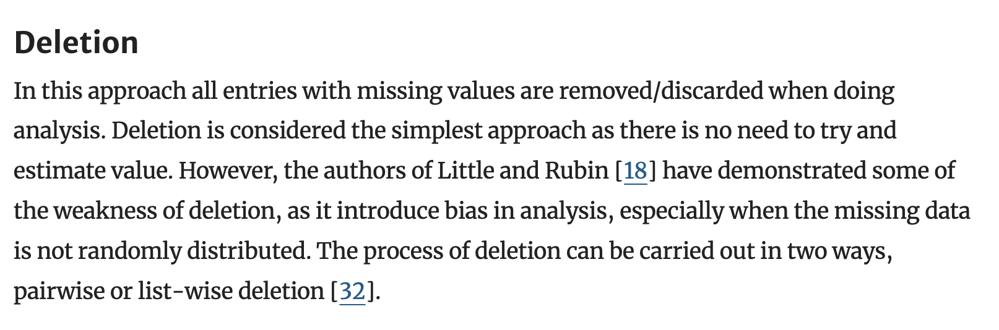 Deletion
In this approach all entries with missing values are removed/discarded when doing
analysis. Deletion is considered the simplest approach as there is no need to try and
estimate value. However, the authors of Little and Rubin [18] have demonstrated some of
the weakness of deletion, as it introduce bias in analysis, especially when the missing data
is not randomly distributed. The process of deletion can be carried out in two ways,
pairwise or list-wise deletion [32].